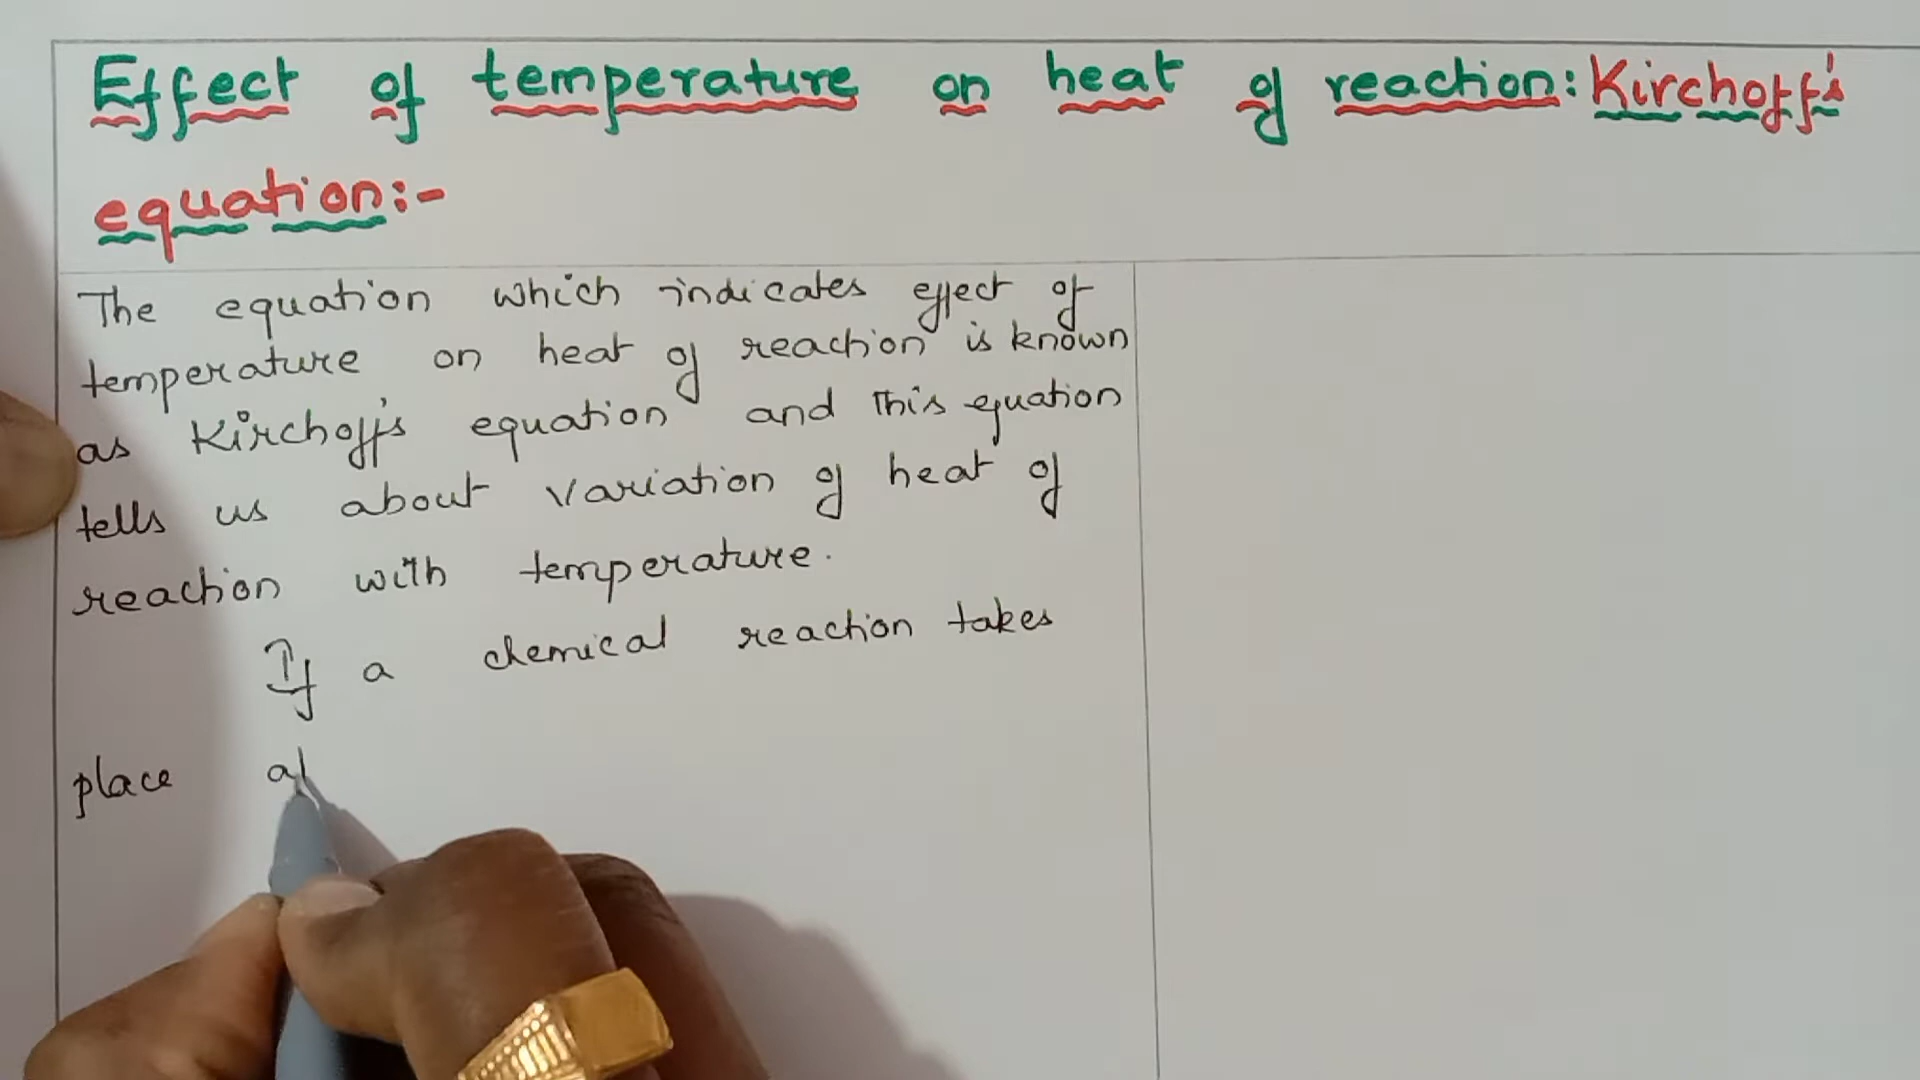 Effect of temperature on heat of reaction: Kirchoff's
equation:-
The equation which indicates effect of
temperature on heat of reaction is known
as Kirchoff's equation and this equation
tells us about variation of heat of
reaction with temperature.
If a chemical reaction takes
place at